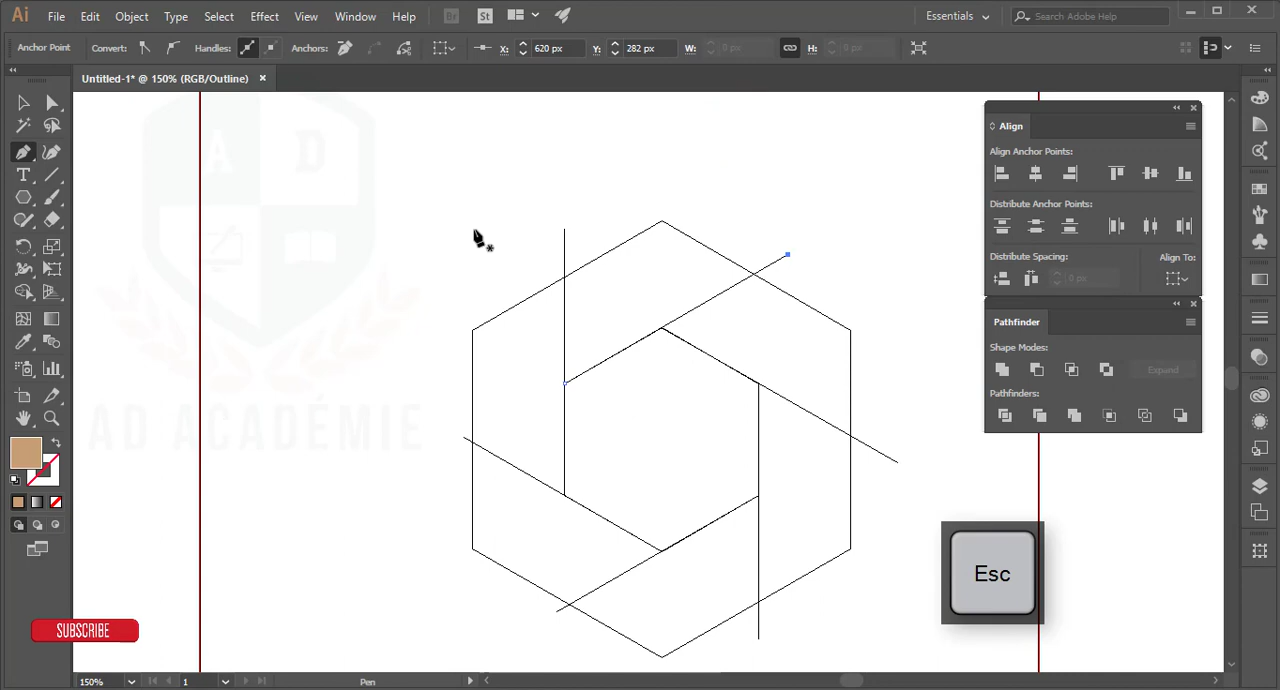 Ai File Edit Object Type Select Effect View Window Help Br St Essentials Search Adobe Help
Anchor Point Convert: Handles: Anchors: X: 620 px Y: 282 px W: 0 px H: 0 px
Untitled-1* @ 150% (RGB/Outline)
Align
Align Anchor Points:
Distribute Anchor Points:
Distribute Spacing: Align To:
0 px
Pathfinder
Shape Modes:
Expand
Pathfinders:
A D
AD ACADÉMIE
Esc
SUBSCRIBE
150% 1 Pen